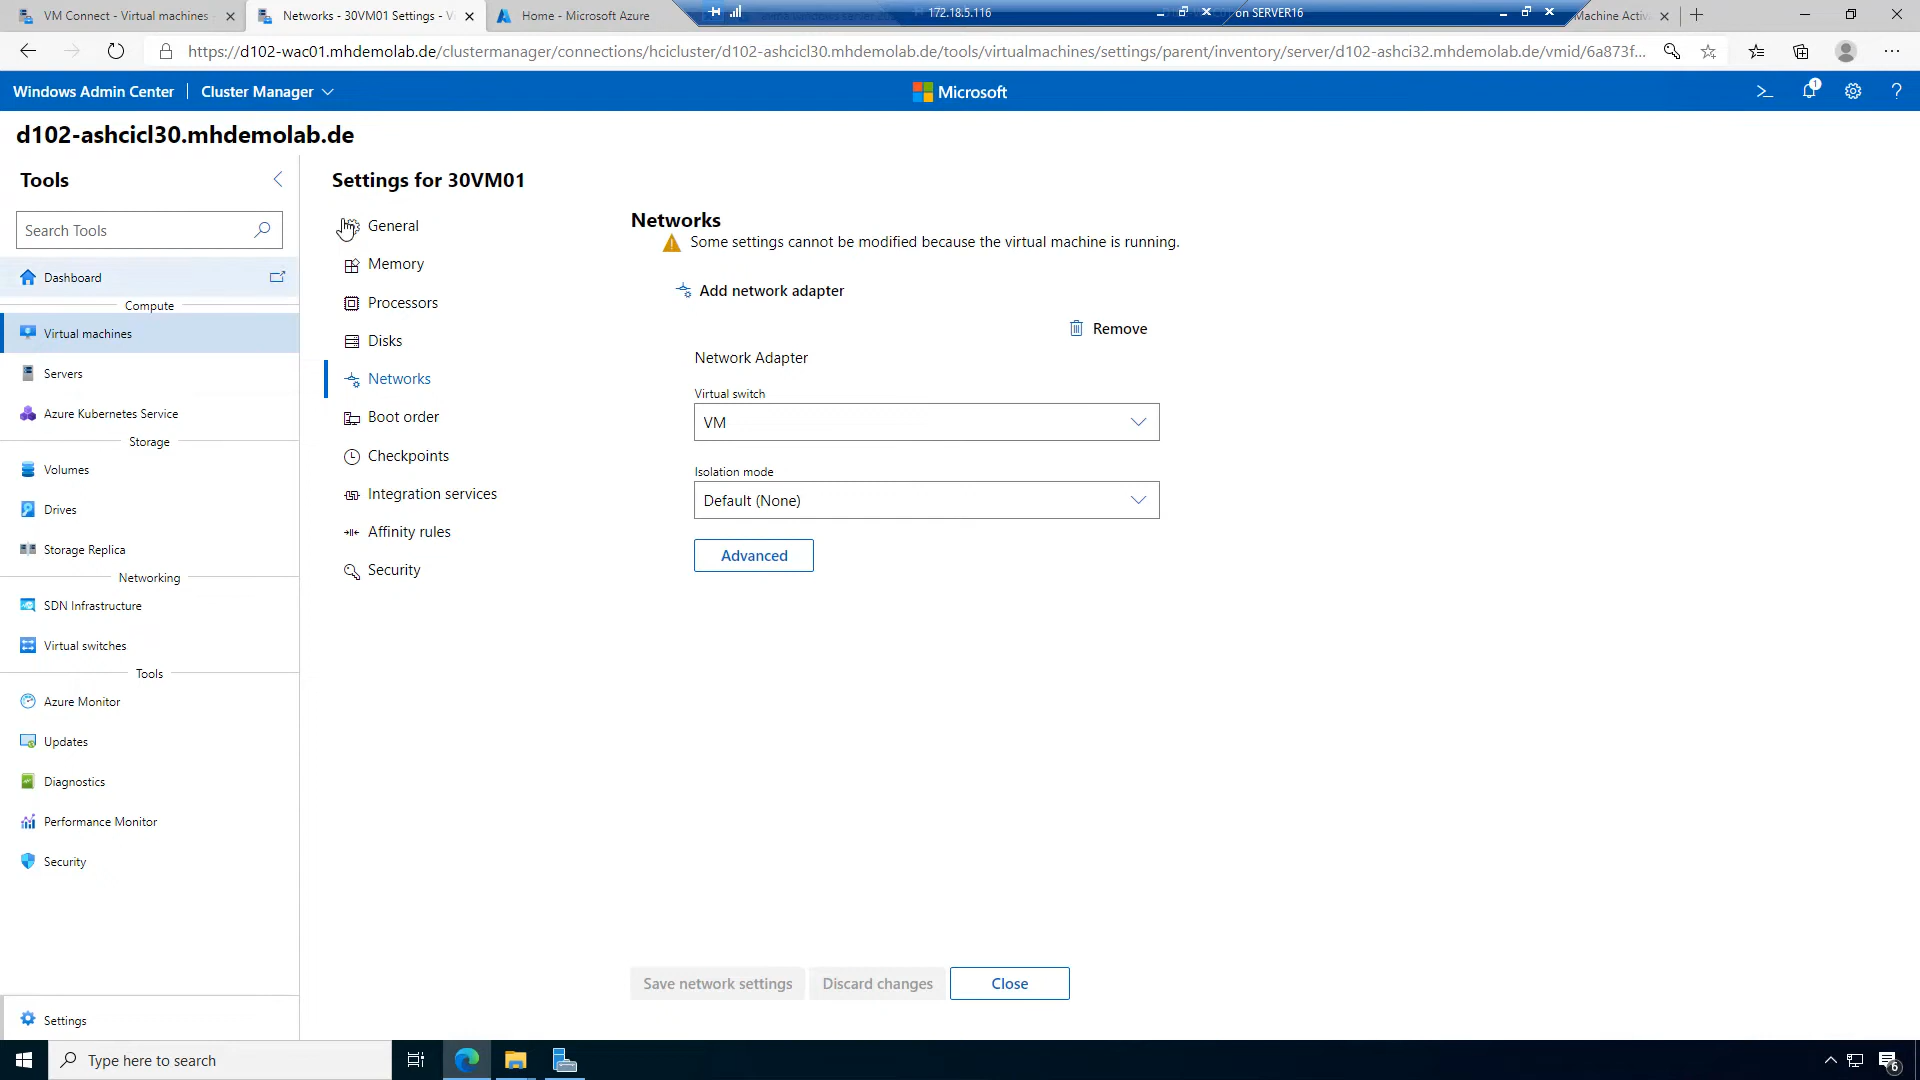 VM Connect - Virtual machines
Networks - 30VM01 Settings - V
Home - Microsoft Azure
172.18.5.116
on SERVER16
Machine Activ
https://d102-wac01.mhdemolab.de/clustermanager/connections/hcicluster/d102-ashcicl30.mhdemolab.de/tools/virtualmachines/settings/parent/inventory/server/d102-ashci32.mhdemolab.de/vmid/6a873f...
Windows Admin Center
Cluster Manager
Microsoft
1
?
d102-ashcicl30.mhdemolab.de
Tools
Search Tools
Dashboard
Compute
Virtual machines
Servers
Azure Kubernetes Service
Storage
Volumes
Drives
Storage Replica
Networking
SDN Infrastructure
Virtual switches
Tools
Azure Monitor
Updates
Diagnostics
Performance Monitor
Security
Settings
Settings for 30VM01
General
Memory
Processors
Disks
Networks
Boot order
Checkpoints
Integration services
Affinity rules
Security
Networks
Some settings cannot be modified because the virtual machine is running.
Add network adapter
Remove
Network Adapter
Virtual switch
VM
Isolation mode
Default (None)
Advanced
Save network settings
Discard changes
Close
Type here to search
6